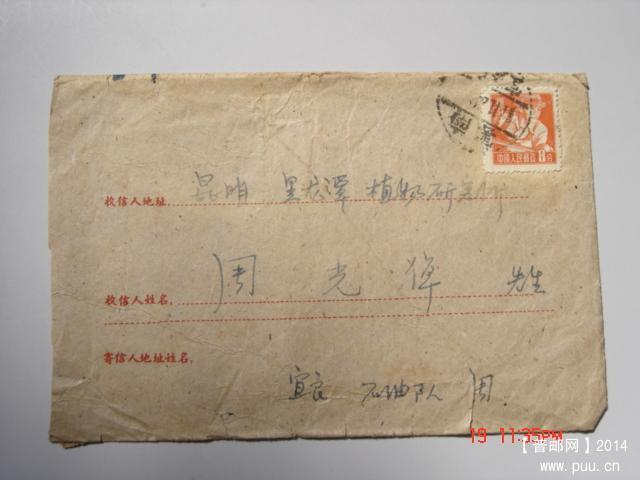 中国人民邮政 8分
收信人地址 昆明 黑龙潭 植物研究所
收信人姓名 周光倬 先生
寄信人地址姓名
宜良 石油队 周
19 11:35PM
【普邮网】2014
www.puu.cn